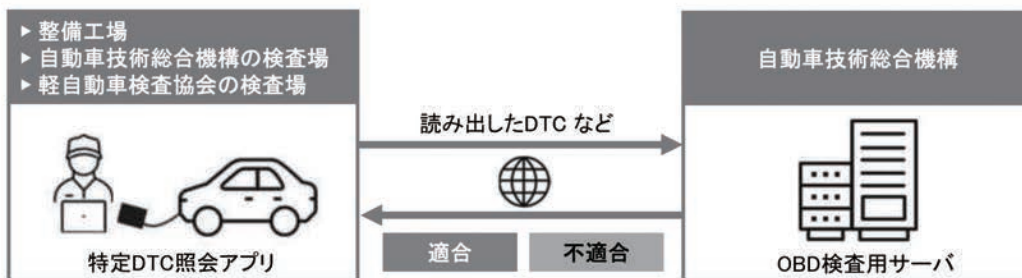 ▶ 整備工場
▶ 自動車技術総合機構の検査場
▶ 軽自動車検査協会の検査場
自動車技術総合機構
読み出したDTC など
適合
不適合
特定DTC照会アプリ
OBD検査用サーバ